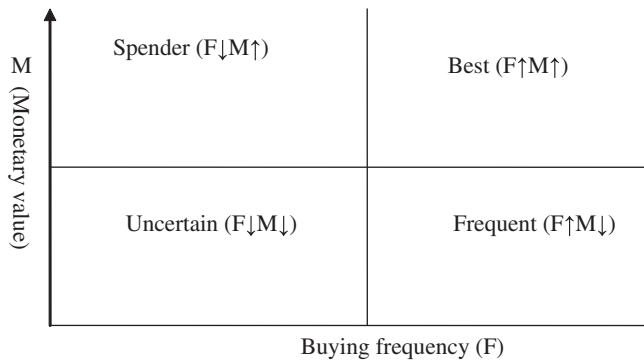 Spender (F↓M↑)
Best (F↑M↑)
M
(Monetary value)
Uncertain (F↓M↓)
Frequent (F↑M↓)
Buying frequency (F)